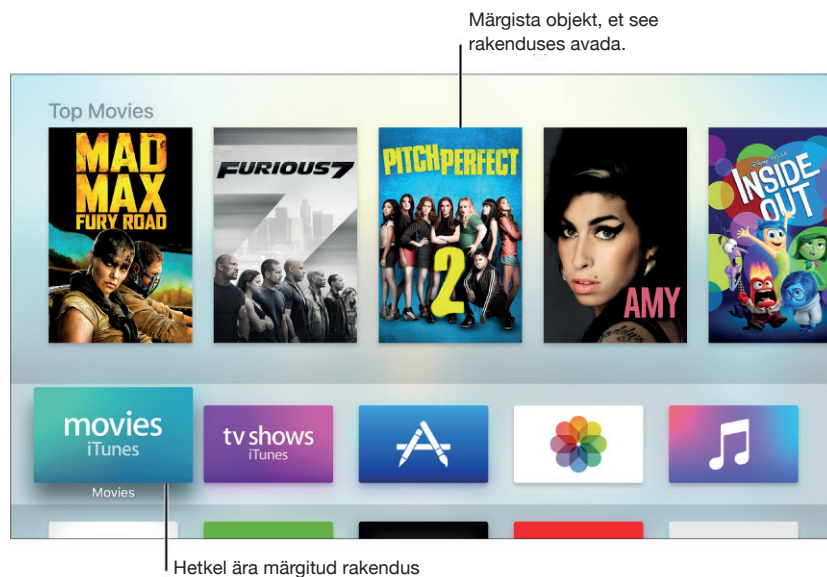 Märgista objekt, et see
rakenduses avada.
Top Movies
MAD
MAX
FURY ROAD
FURIOUS7
7
PITCH PERFECT
2
AMY
INSIDE
OUT
movies
iTunes
tv shows
iTunes
Movies
Hetkel ära märgitud rakendus